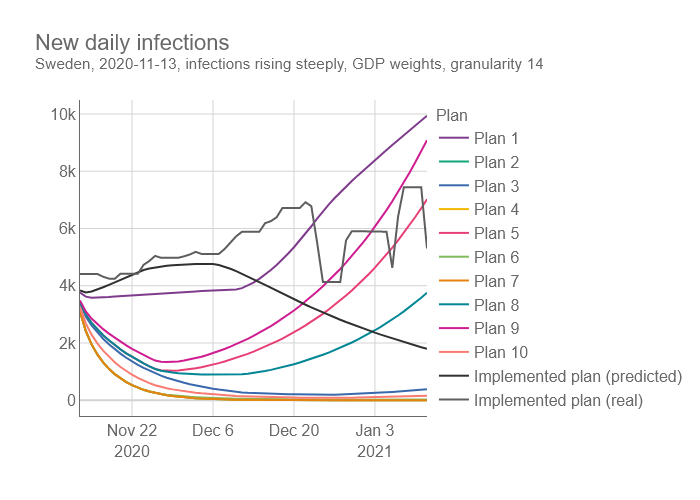 New daily infections
Sweden, 2020-11-13, infections rising steeply, GDP weights, granularity 14
10k
8k
6k
4k
2k
0
Nov 22
2020
Dec 6
Dec 20
Jan 3
2021
Plan
Plan 1
Plan 2
Plan 3
Plan 4
Plan 5
Plan 6
Plan 7
Plan 8
Plan 9
Plan 10
Implemented plan (predicted)
Implemented plan (real)